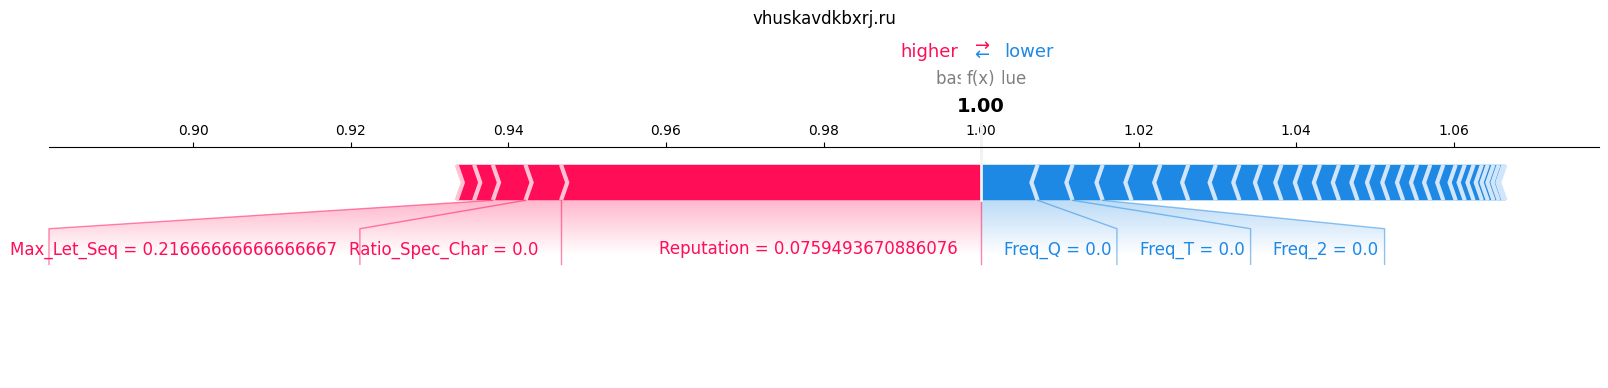 vhuskavdkbxrj.ru
higher ⇄ lower
bas f(x) lue
1.00
0.90 0.92 0.94 0.96 0.98 1.00 1.02 1.04 1.06
Max_Let_Seq = 0.21666666666666667 Ratio_Spec_Char = 0.0 Reputation = 0.0759493670886076 Freq_Q = 0.0 Freq_T = 0.0 Freq_2 = 0.0